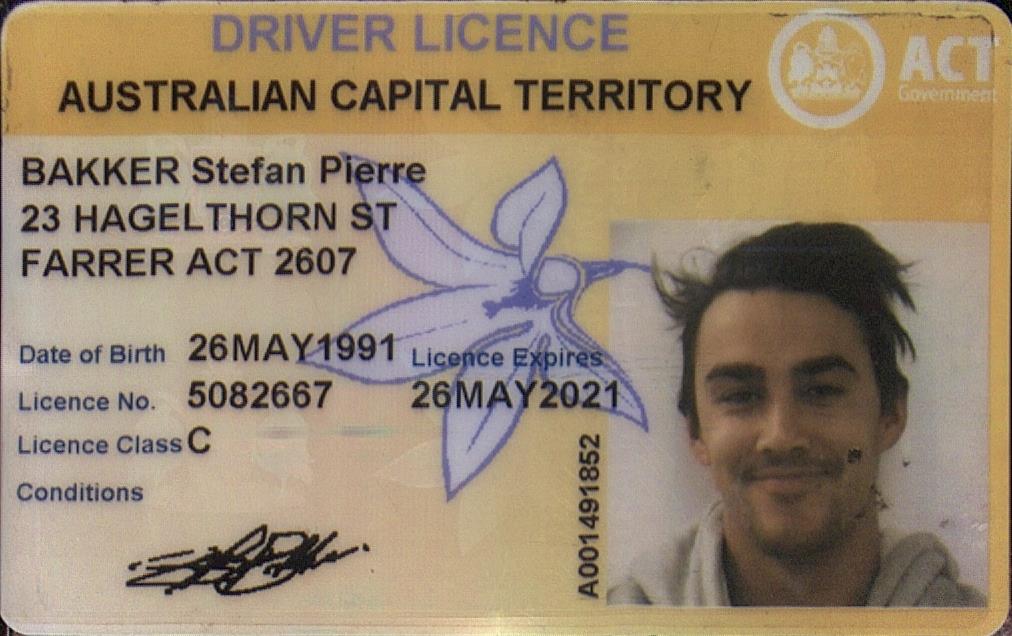 DRIVER LICENCE
ACT
Government
AUSTRALIAN CAPITAL TERRITORY
BAKKER Stefan Pierre
23 HAGELTHORN ST
FARRER ACT 2607
Date of Birth 26MAY1991
Licence Expires
Licence No. 5082667
26MAY2021
Licence Class C
Conditions
A001491852